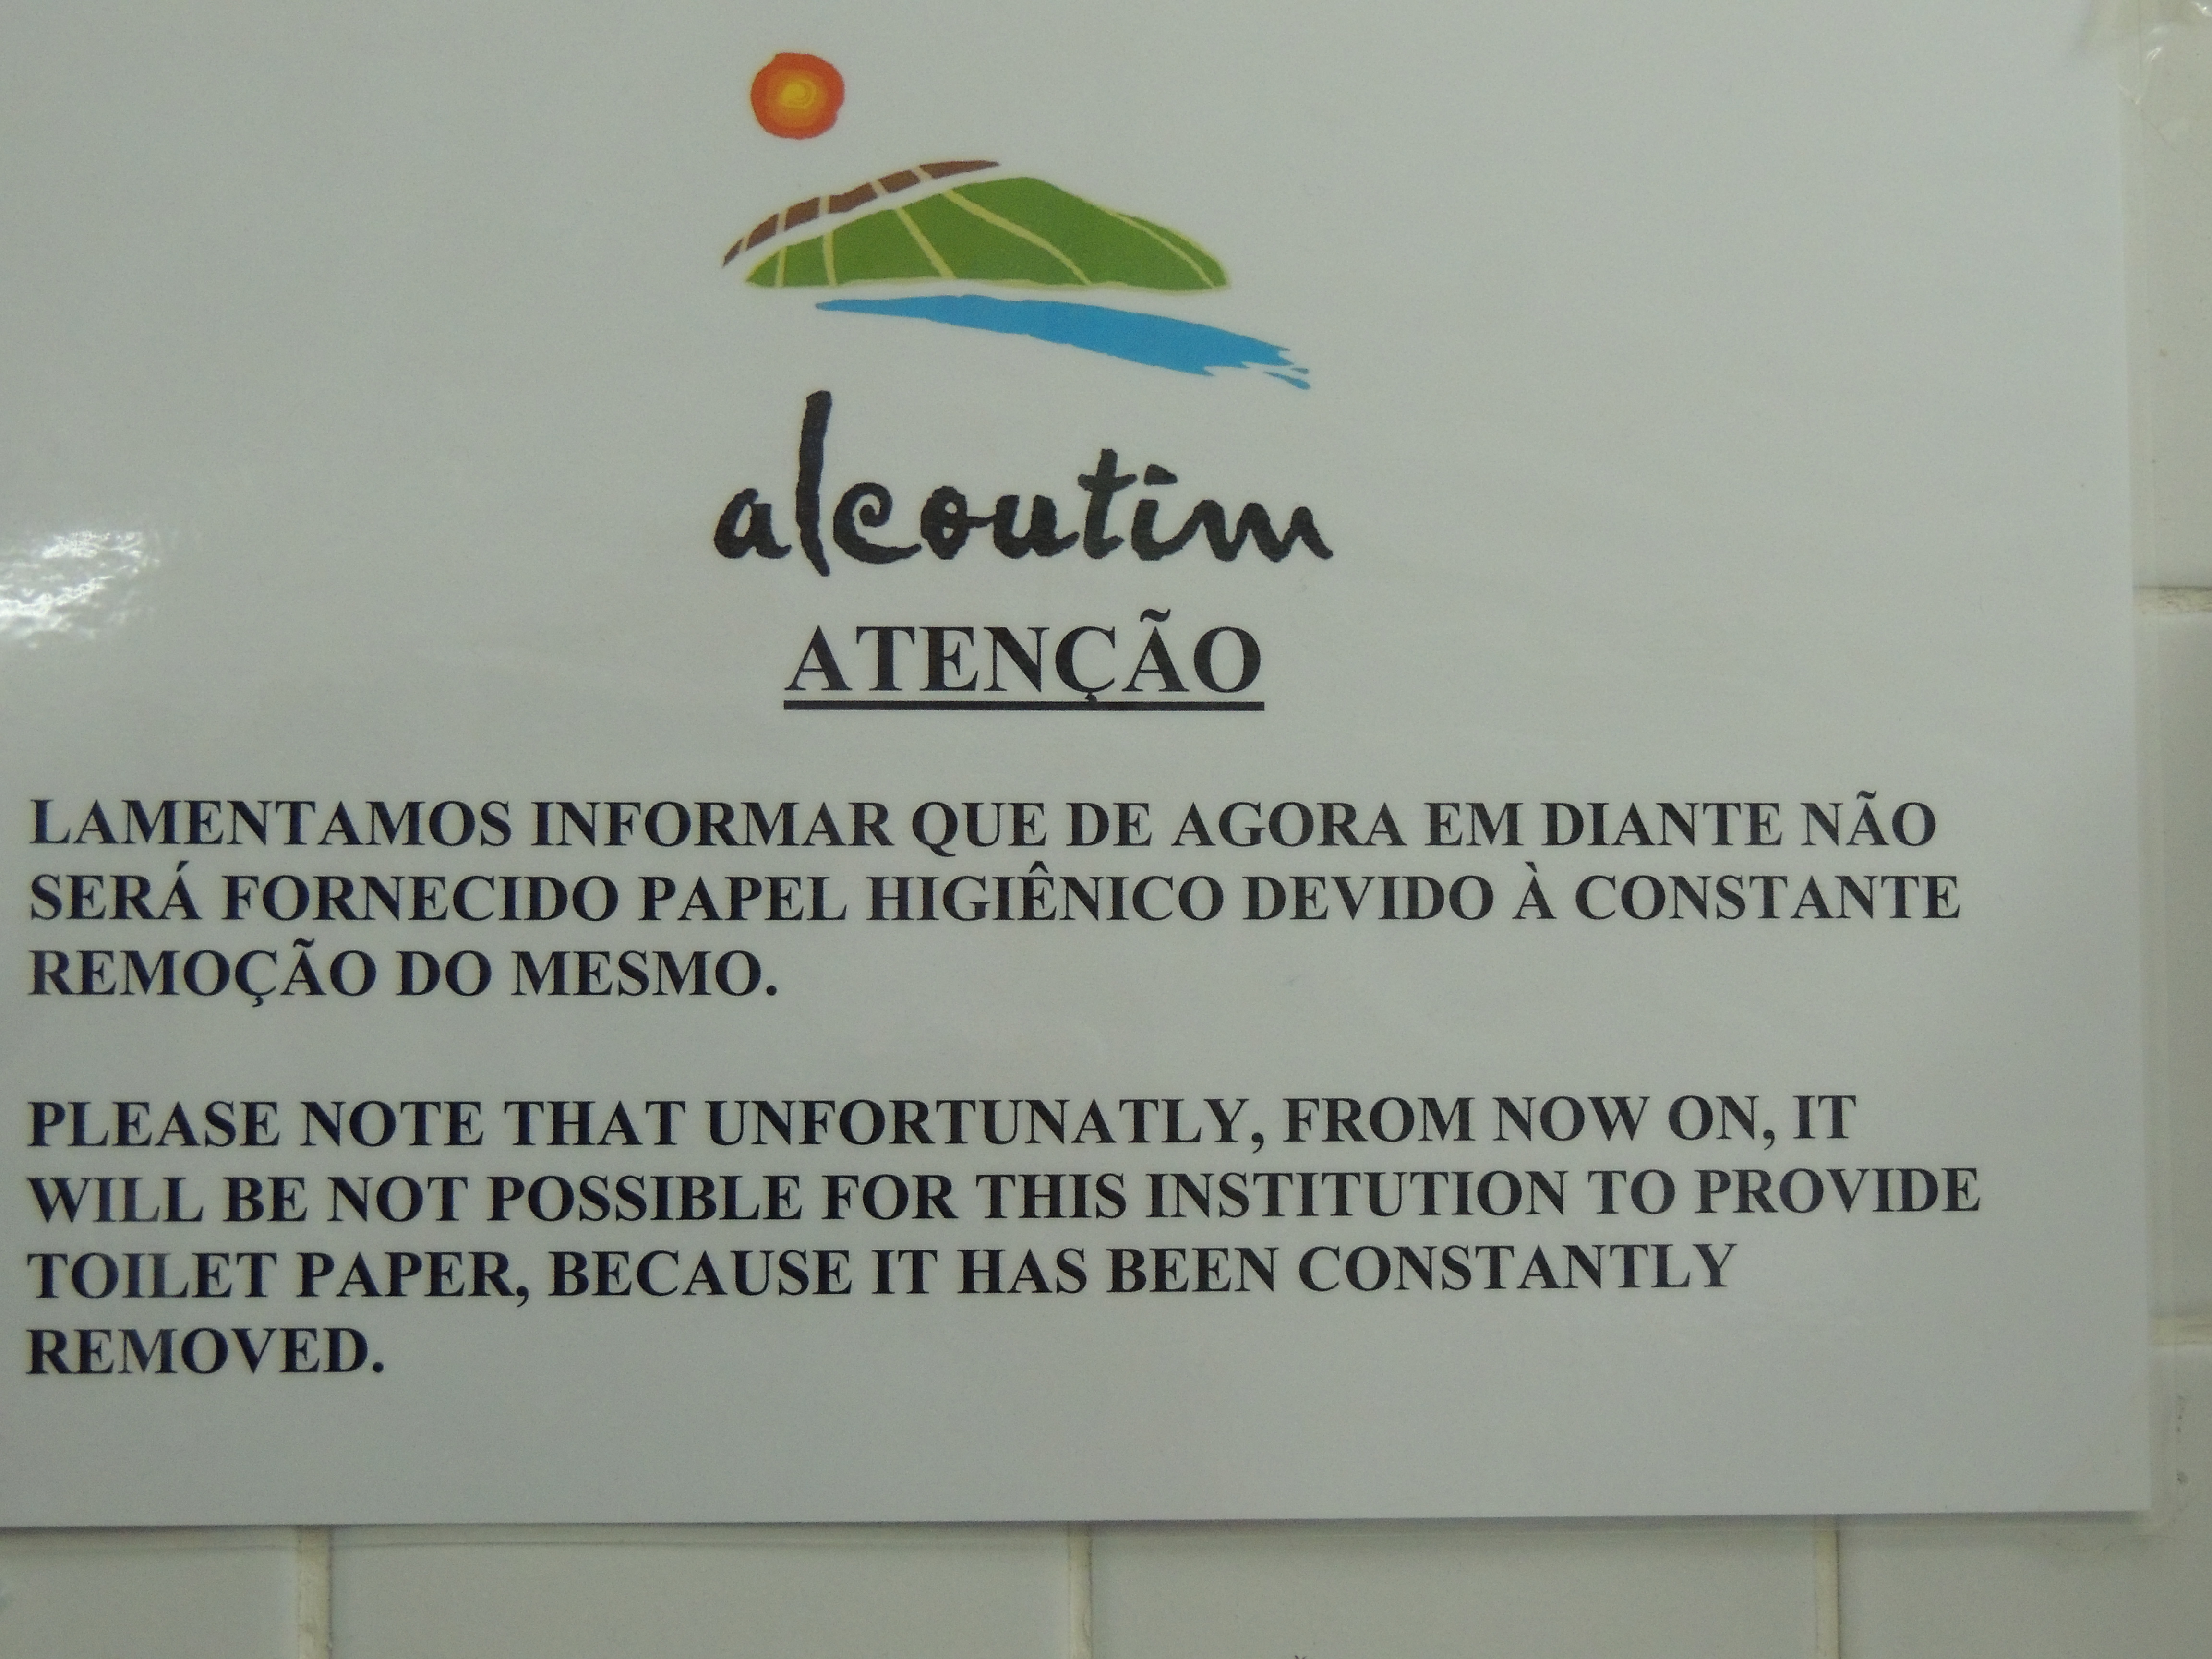 alcoutim
ATENÇÃO
LAMENTAMOS INFORMAR QUE DE AGORA EM DIANTE NÃO
SERÁ FORNECIDO PAPEL HIGIÊNICO DEVIDO À CONSTANTE
REMOÇÃO DO MESMO.
PLEASE NOTE THAT UNFORTUNATLY, FROM NOW ON, IT
WILL BE NOT POSSIBLE FOR THIS INSTITUTION TO PROVIDE
TOILET PAPER, BECAUSE IT HAS BEEN CONSTANTLY
REMOVED.